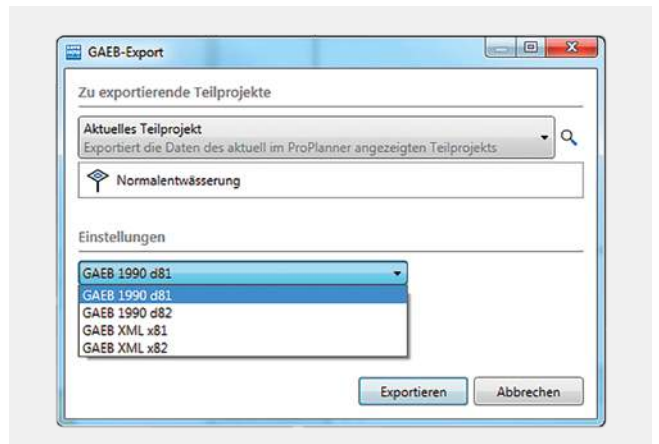 GAEB-Export
Zu exportierende Teilprojekte
Aktuelles Teilprojekt
Exportiert die Daten des aktuell im ProPlanner angezeigten Teilprojekts
Normalentwässerung
Einstellungen
GAEB 1990 d81
GAEB 1990 d81
GAEB 1990 d82
GAEB XML x81
GAEB XML x82
Exportieren
Abbrechen